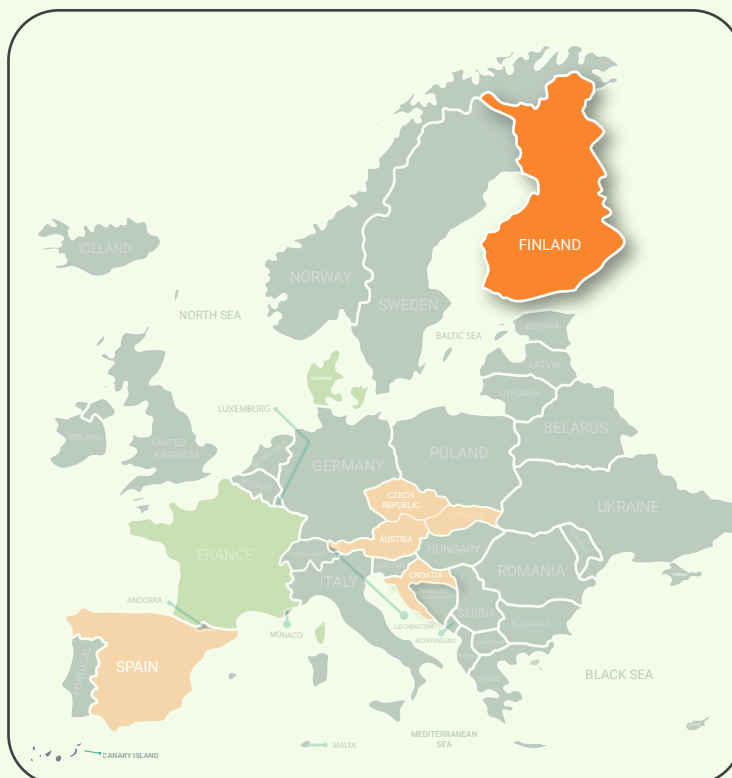 FINLAND
ICELAND
NORWAY
SWEDEN
NORTH SEA
BALTIC SEA
ESTONIA
LATVIA
LITHUANIA
LUXEMBURG
BELARUS
IRELAND
UNITED
KINGDOM
GERMANY
POLAND
BELGIUM
CZECH
REPUBLIC
UKRAINE
FRANCE
AUSTRIA
HUNGARY
ROMANIA
ITALY
CROATIA
ANDORRA
SERBIA
LIECHENSTEIN
MONACO
MONTENEGRO
BULGARIA
PORTUGAL
SPAIN
BLACK SEA
MEDITERRANEAN
SEA
MALTA
CANARY ISLAND